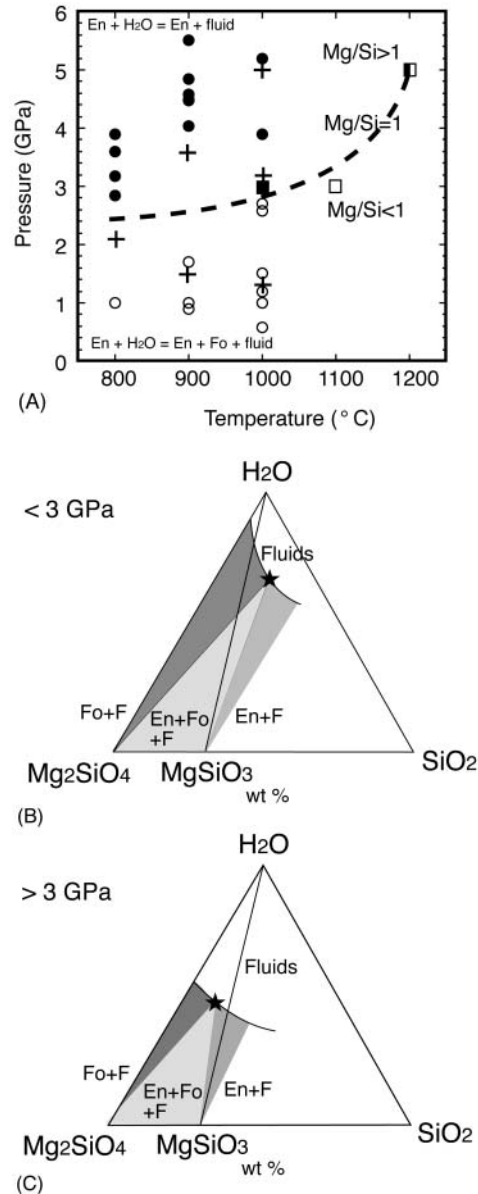 En + H2O = En + fluid
Mg/Si>1
Mg/Si=1
Mg/Si<1
En + H2O = En + Fo + fluid
6
5
4
3
2
1
0
Pressure (GPa)
800 900 1000 1100 1200
(A)
Temperature (°C)
H2O
< 3 GPa
Fluids
Fo+F
En+Fo
+F
En+F
Mg2SiO4 MgSiO3 SiO2
wt %
(B)
H2O
> 3 GPa
Fluids
Fo+F
En+Fo
+F
En+F
Mg2SiO4 MgSiO3 SiO2
wt %
(C)